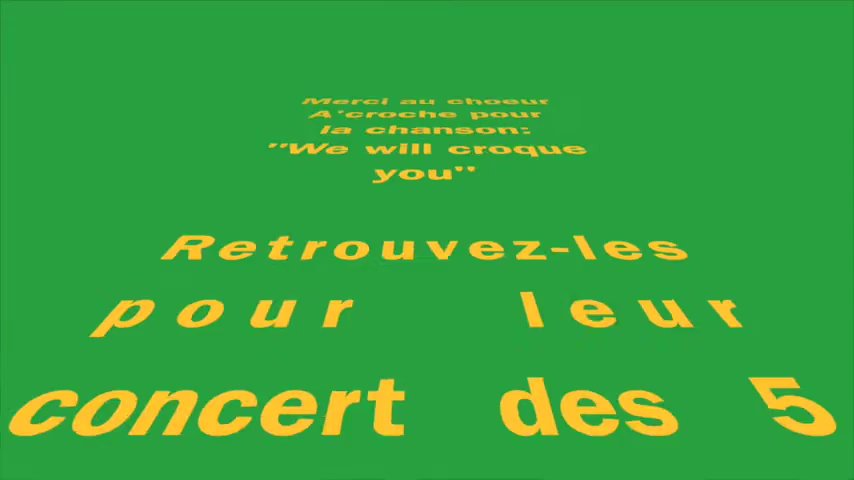 Merci au choeur
A'croche pour
la chanson:
"We will croque
you"
Retrouvez-les
pour leur
concert des 5